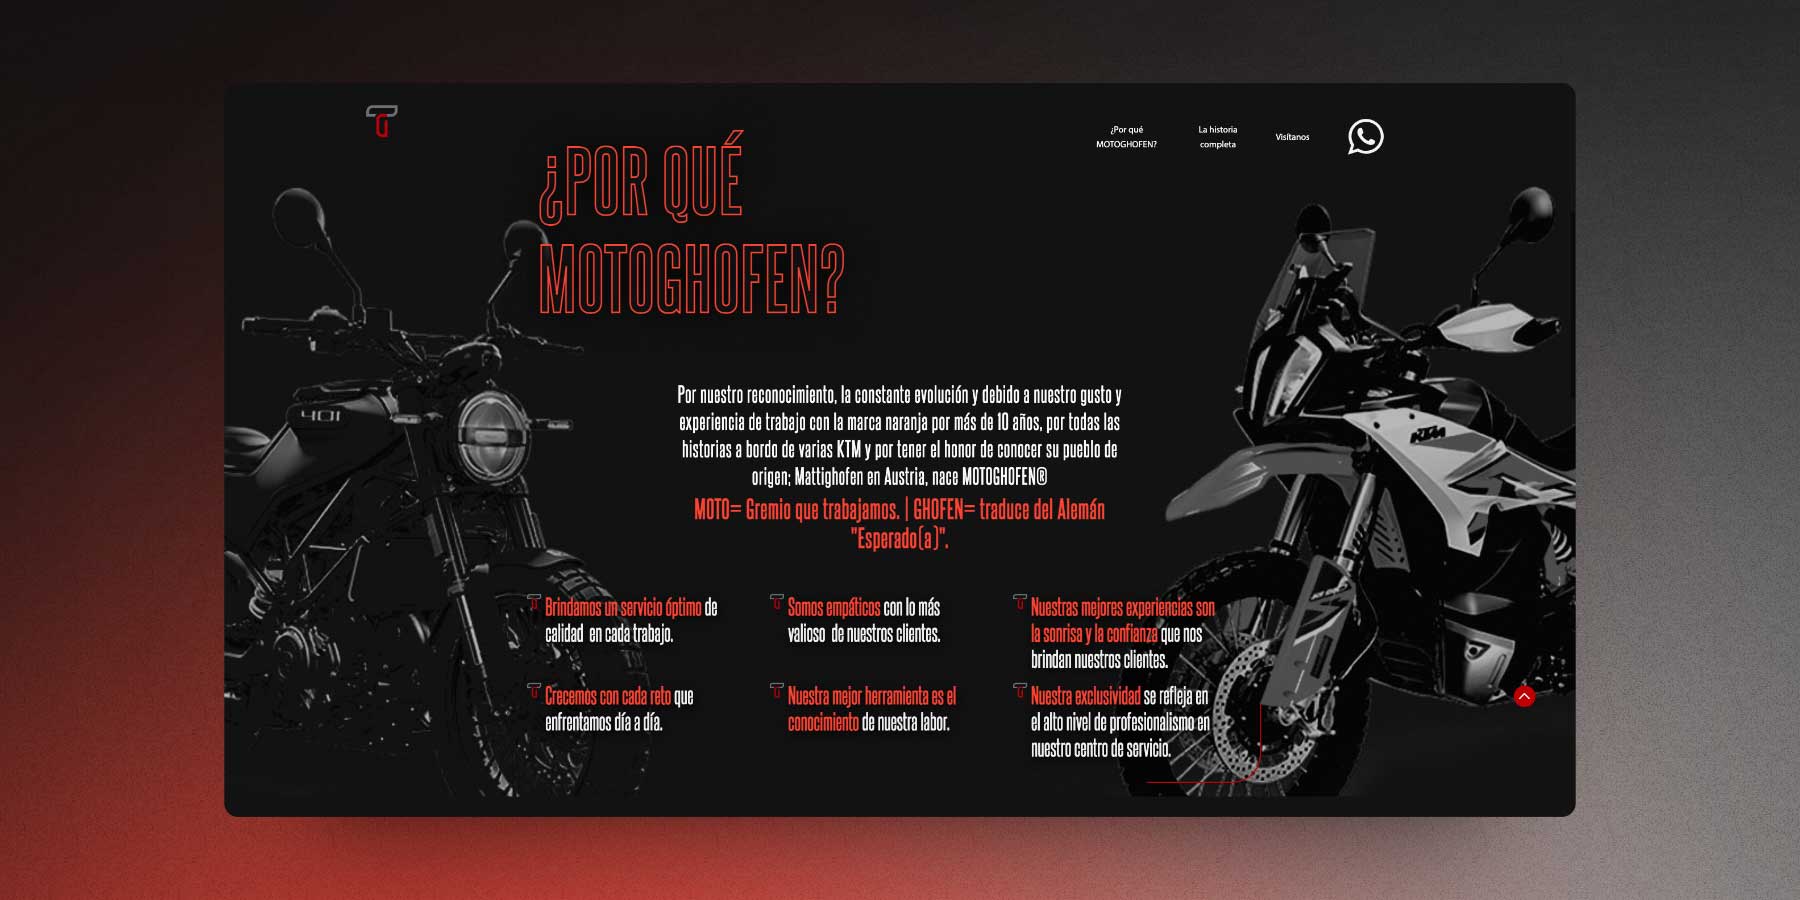 ¿Por qué
MOTOGHOFEN?
La historia
completa
Visítanos
¿POR QUÉ
MOTOGHOFEN?
Por nuestro reconocimiento, la constante evolución y debido a nuestro gusto y
experiencia de trabajo con la marca naranja por más de 10 años, por todas las
historias a bordo de varias KTM y por tener el honor de conocer su pueblo de
origen; Mattighofen en Austria, nace MOTOGHOFEN®
MOTO= Gremio que trabajamos. | GHOFEN= traduce del Alemán
"Esperado(a)".
Brindamos un servicio óptimo de
calidad en cada trabajo.
Somos empáticos con lo más
valioso de nuestros clientes.
Nuestras mejores experiencias son
la sonrisa y la confianza que nos
brindan nuestros clientes.
Crecemos con cada reto que
enfrentamos día a día.
Nuestra mejor herramienta es el
conocimiento de nuestra labor.
Nuestra exclusividad se refleja en
el alto nivel de profesionalismo en
nuestro centro de servicio.
401
KTM